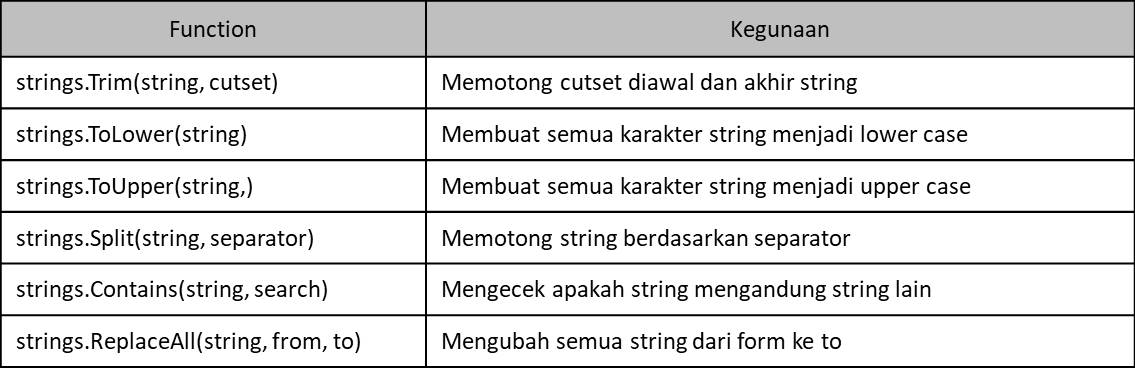 Function Kegunaan
strings.Trim(string, cutset) Memotong cutset diawal dan akhir string
strings.ToLower(string) Membuat semua karakter string menjadi lower case
strings.ToUpper(string,) Membuat semua karakter string menjadi upper case
strings.Split(string, separator) Memotong string berdasarkan separator
strings.Contains(string, search) Mengecek apakah string mengandung string lain
strings.ReplaceAll(string, from, to) Mengubah semua string dari form ke to